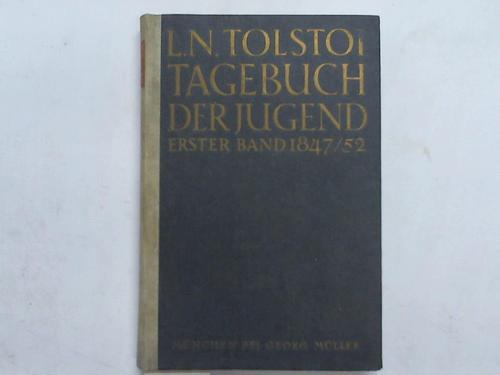 L.N. TOLSTOI
TAGEBUCH
DER JUGEND
ERSTER BAND 1847/52
MÜNCHEN BEI GEORG MÜLLER